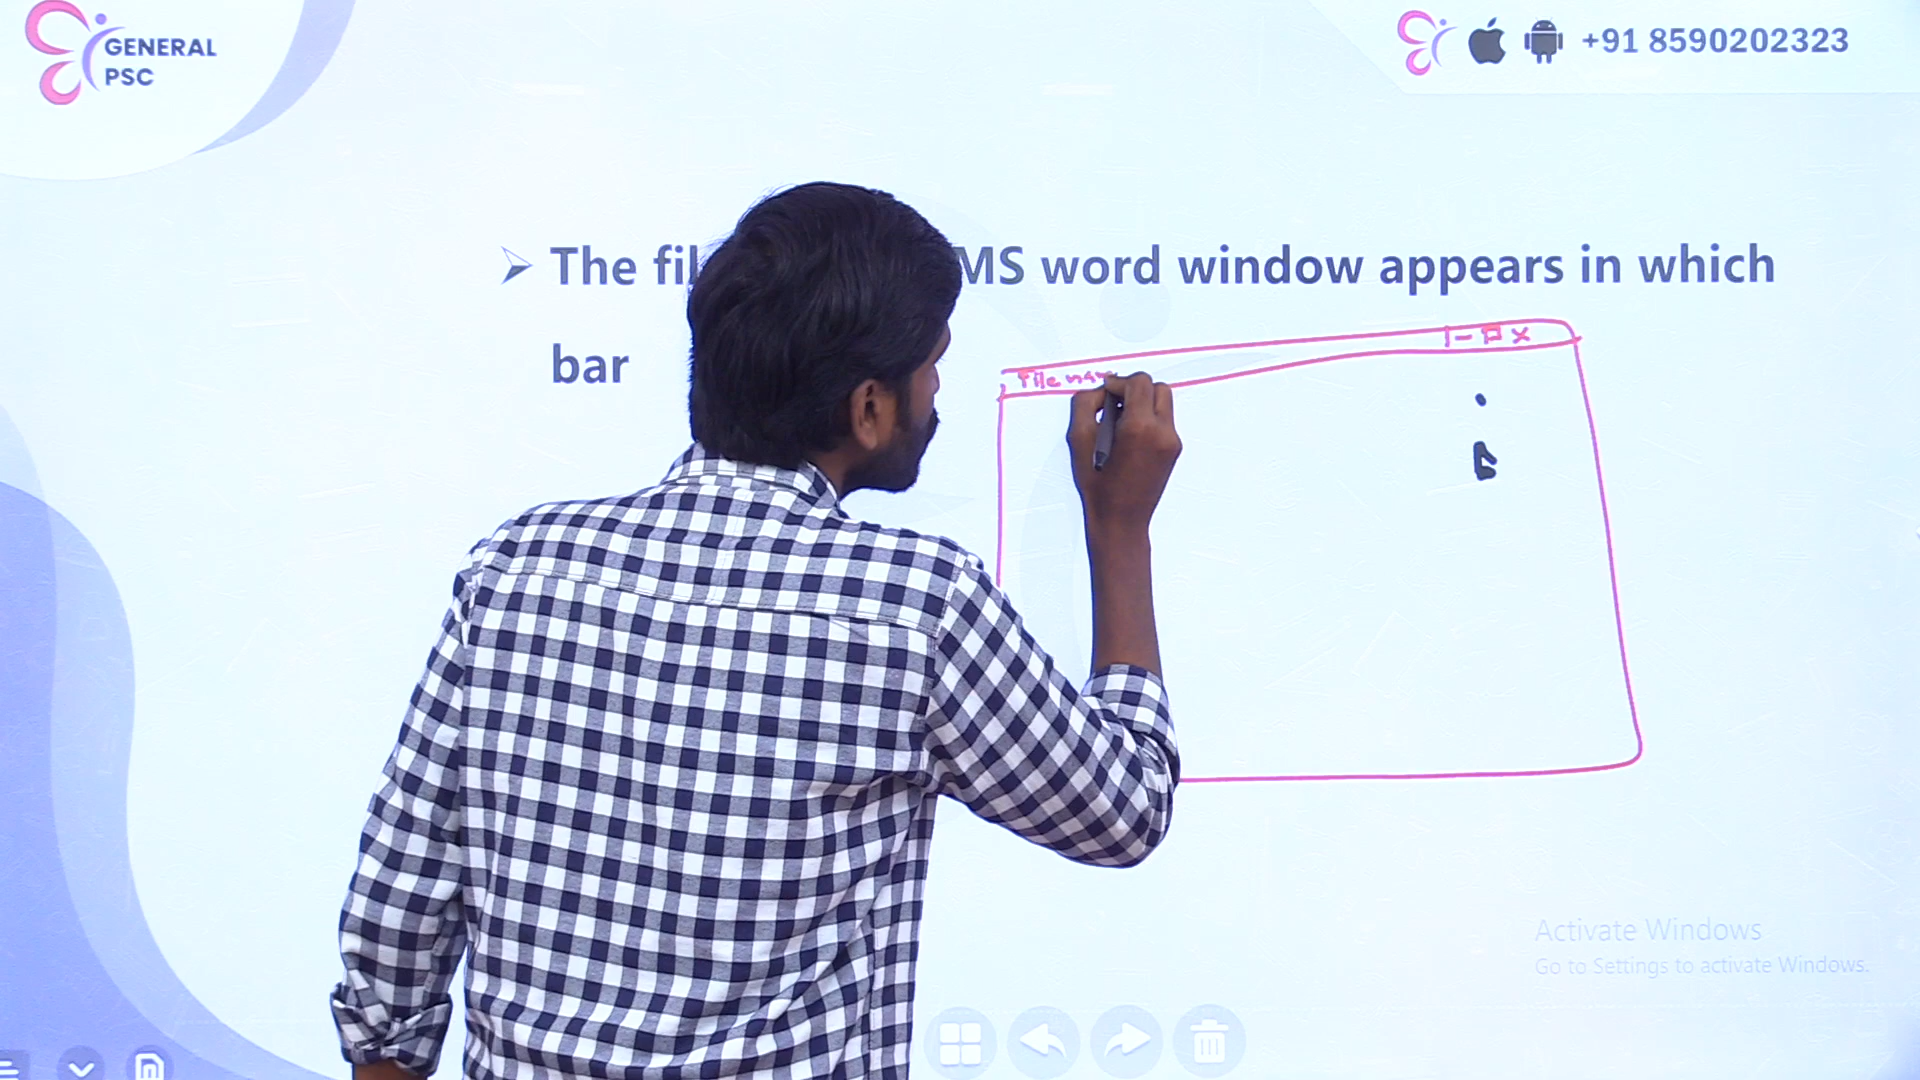 GENERAL
PSC
+91 8590202323
➢ The fil MS word window appears in which
bar
File nam
Activate Windows
Go to Settings to activate Windows.